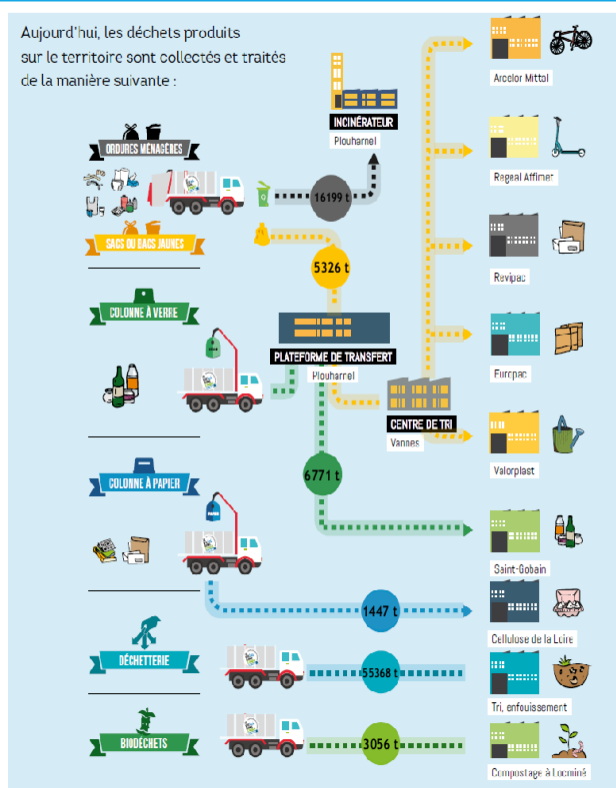 Aujourd'hui, les déchets produits
sur le territoire sont collectés et traités
de la manière suivante :
INCINÉRATEUR
Plouharnel
ORDURES MÉNAGÈRES
16199 t
SACS OU BACS JAUNES
5326 t
COLONNE À VERRE
PLATEFORME DE TRANSFERT
Plouharnel
CENTRE DE TRI
Vannes
6771 t
COLONNE À PAPIER
1447 t
DÉCHETTERIE
55368 t
BIODÉCHETS
3056 t
Arcelor Mittal
Regeal Affimet
Revipac
Europac
Valorplast
Saint-Gobain
Cellulose de la Loire
Tri, enfouissement
Compostage à Locminé